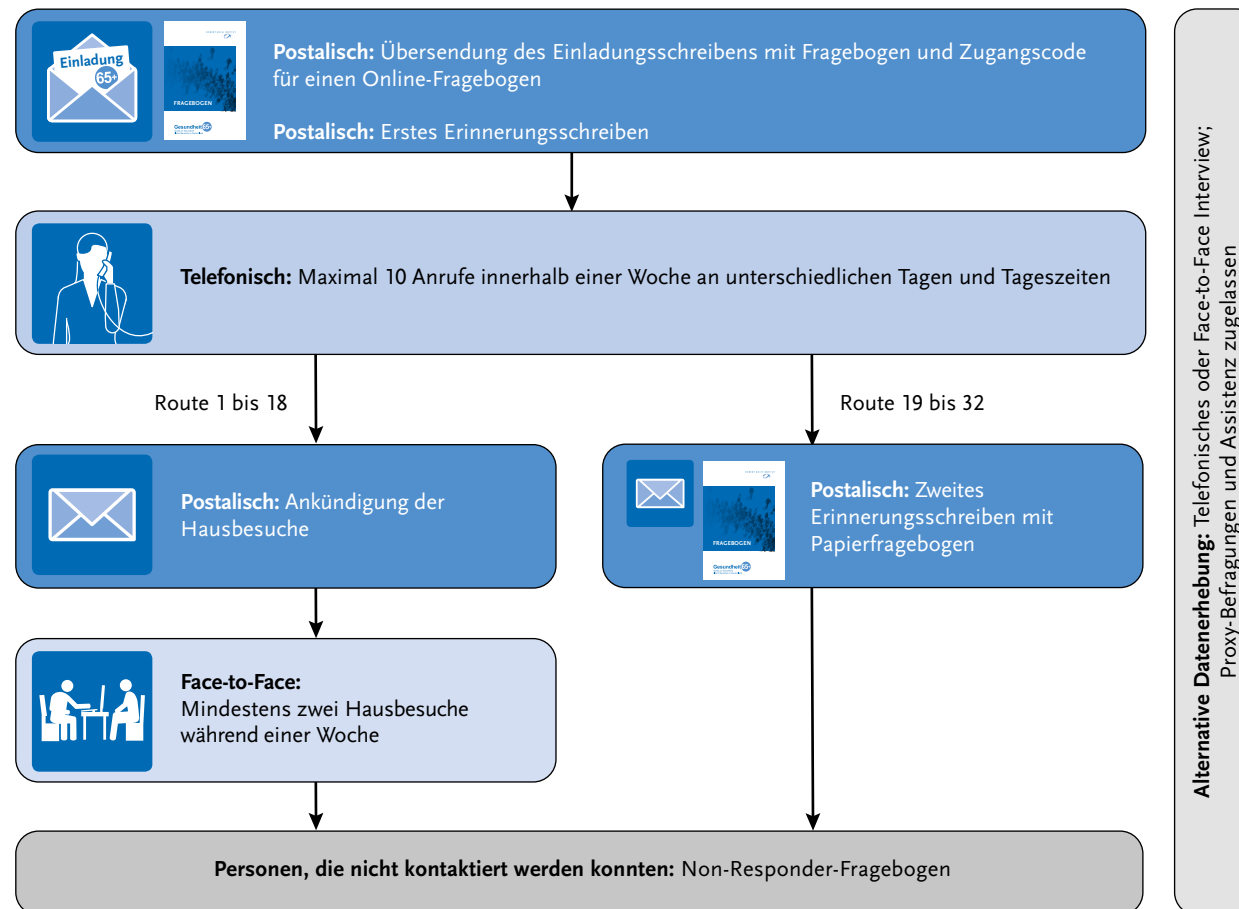 Einladung
65+
FRAGEBOGEN
Gesundheit 65+
Postalisch: Übersendung des Einladungsschreibens mit Fragebogen und Zugangscode
für einen Online-Fragebogen
Postalisch: Erstes Erinnerungsschreiben
Telefonisch: Maximal 10 Anrufe innerhalb einer Woche an unterschiedlichen Tagen und Tageszeiten
Route 1 bis 18
Route 19 bis 32
Postalisch: Ankündigung der
Hausbesuche
FRAGEBOGEN
Gesundheit 65+
Postalisch: Zweites
Erinnerungsschreiben mit
Papierfragebogen
Face-to-Face:
Mindestens zwei Hausbesuche
während einer Woche
Personen, die nicht kontaktiert werden konnten: Non-Responder-Fragebogen
Alternative Datenerhebung: Telefonisches oder Face-to-Face Interview;
Proxy-Befragungen und Assistenz zugelassen